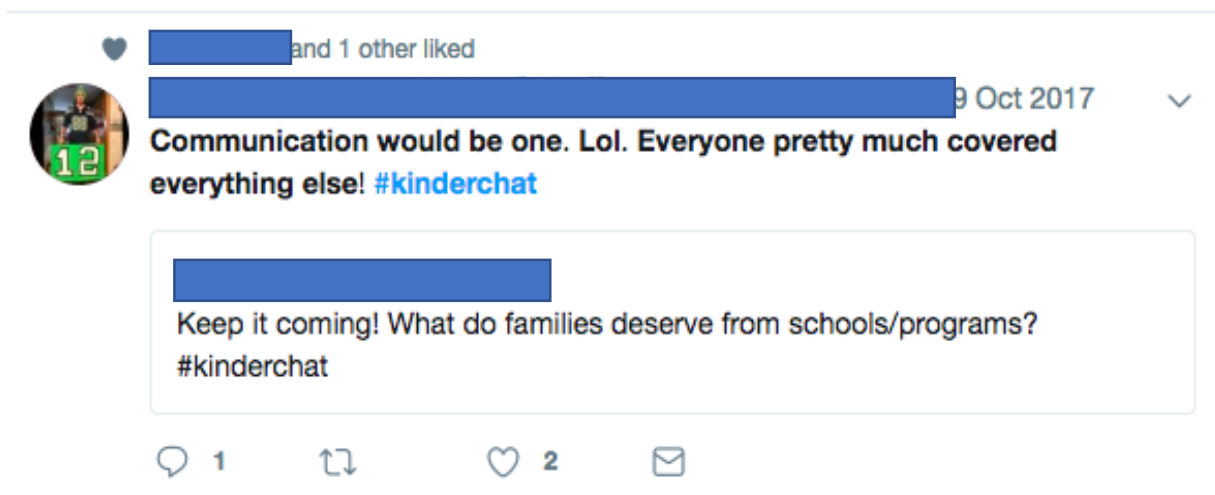 and 1 other liked
9 Oct 2017
Communication would be one. Lol. Everyone pretty much covered
everything else! #kinderchat
12
Keep it coming! What do families deserve from schools/programs?
#kinderchat
1 2